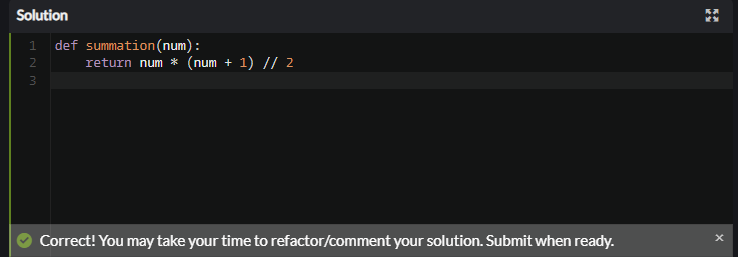 Solution
1 def summation(num):
2     return num * (num + 1) // 2
3
Correct! You may take your time to refactor/comment your solution. Submit when ready. ×